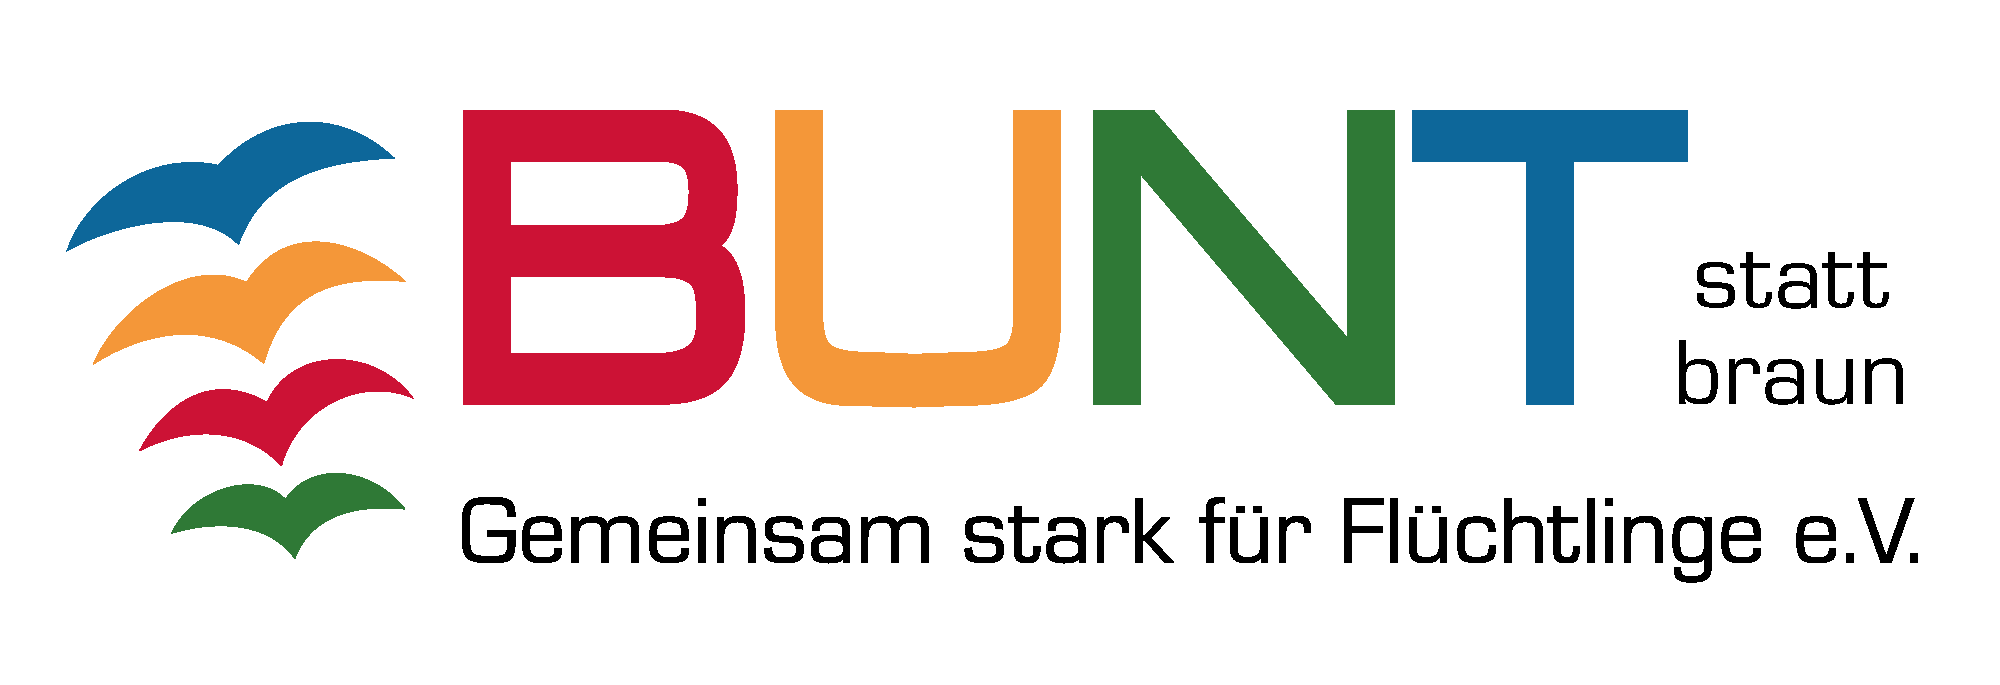 BUNT
statt
braun
Gemeinsam stark für Flüchtlinge e.V.